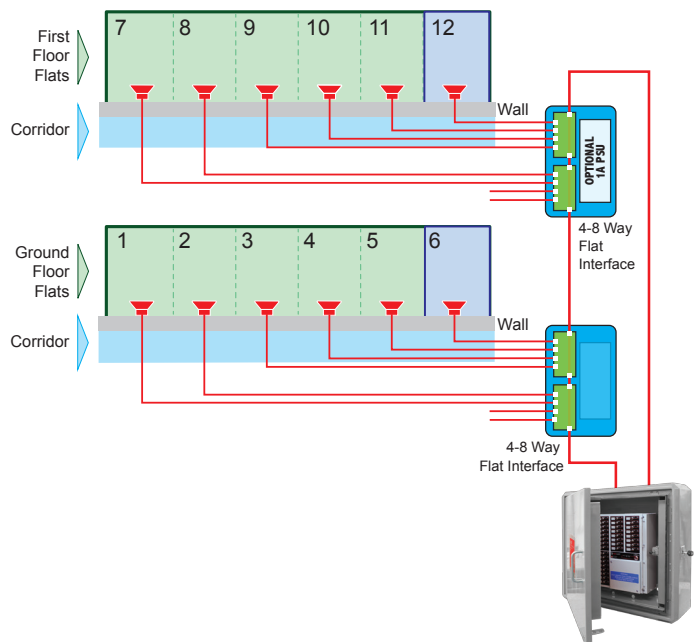 7 8 9 10 11 12
First
Floor
Flats
Corridor
Wall
OPTIONAL
1A PSU
4-8 Way
Flat
Interface
1 2 3 4 5 6
Ground
Floor
Flats
Corridor
Wall
4-8 Way
Flat Interface